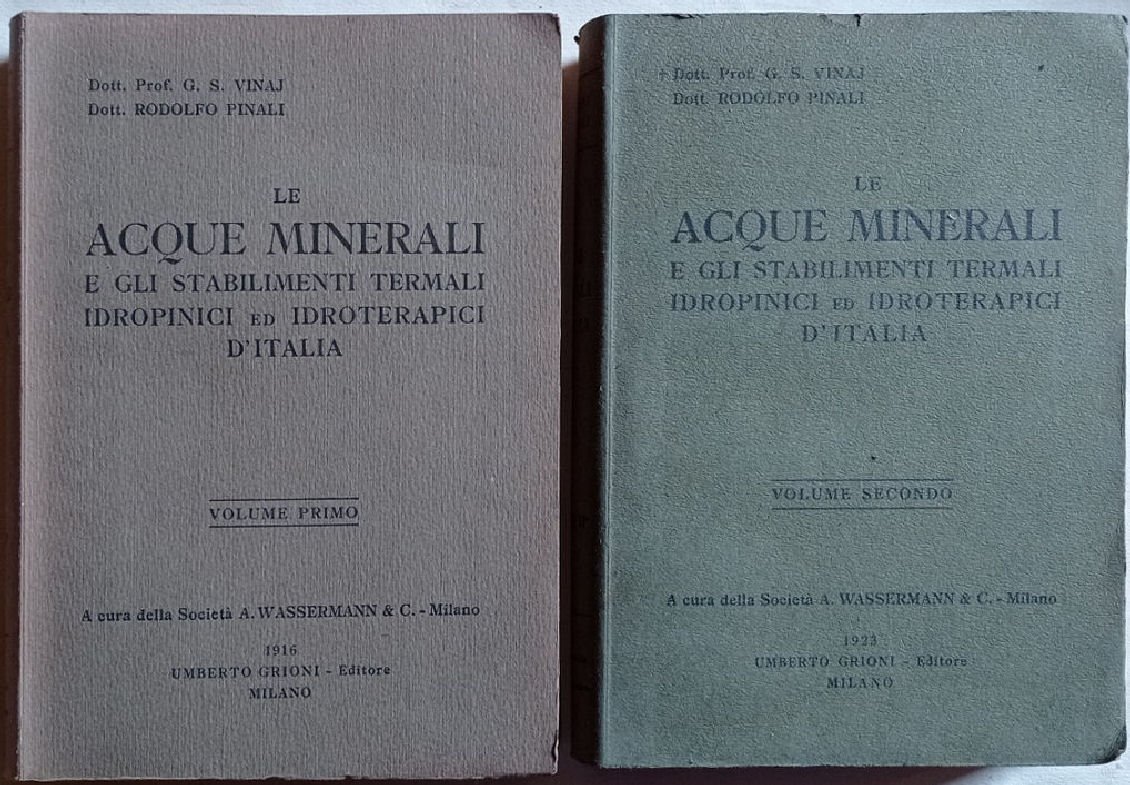 Dott. Prof. G. S. VINAJ
Dott. RODOLFO PINALI
LE
ACQUE MINERALI
E GLI STABILIMENTI TERMALI
IDROPINICI ED IDROTERAPICI
D'ITALIA
VOLUME PRIMO
A cura della Società A. WASSERMANN & C. - Milano
1916
UMBERTO GRIONI - Editore
MILANO
Dott. Prof. G. S. VINAJ
Dott. RODOLFO PINALI
LE
ACQUE MINERALI
E GLI STABILIMENTI TERMALI
IDROPINICI ED IDROTERAPICI
D'ITALIA
VOLUME SECONDO
A cura della Società A. WASSERMANN & C. - Milano
1923
UMBERTO GRIONI - Editore
MILANO